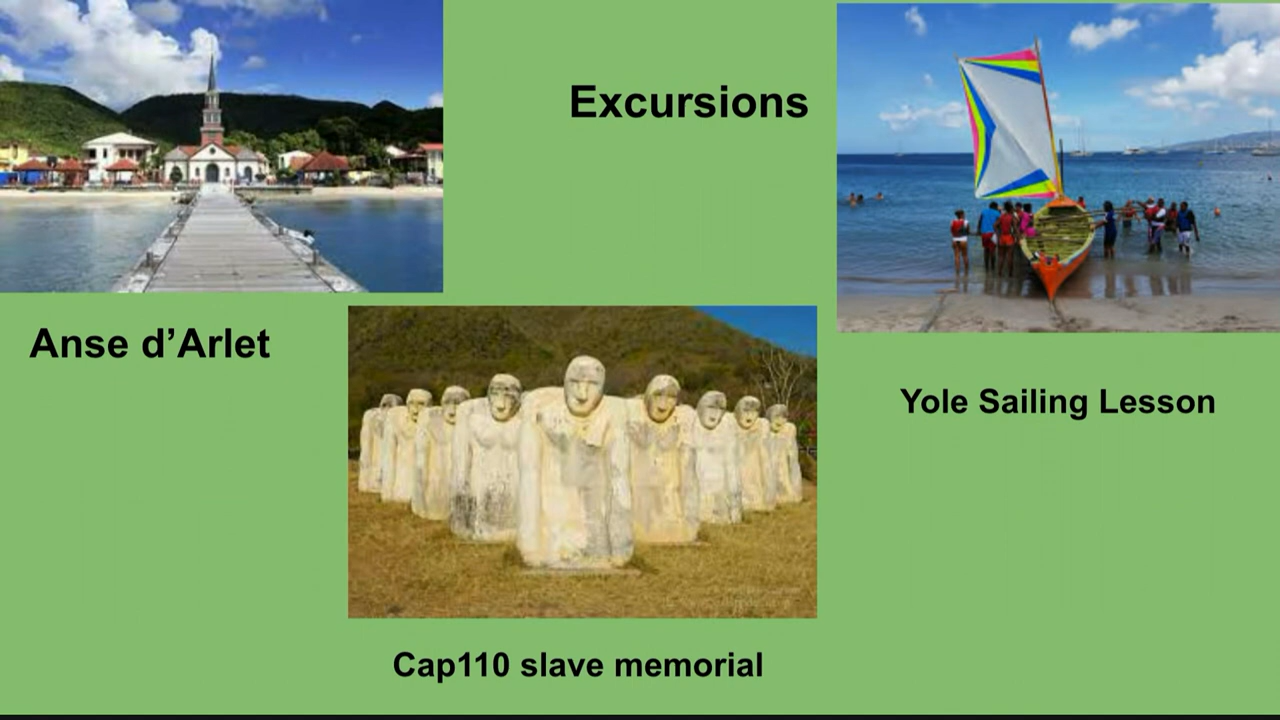 Excursions
Anse d’Arlet
Yole Sailing Lesson
Cap110 slave memorial